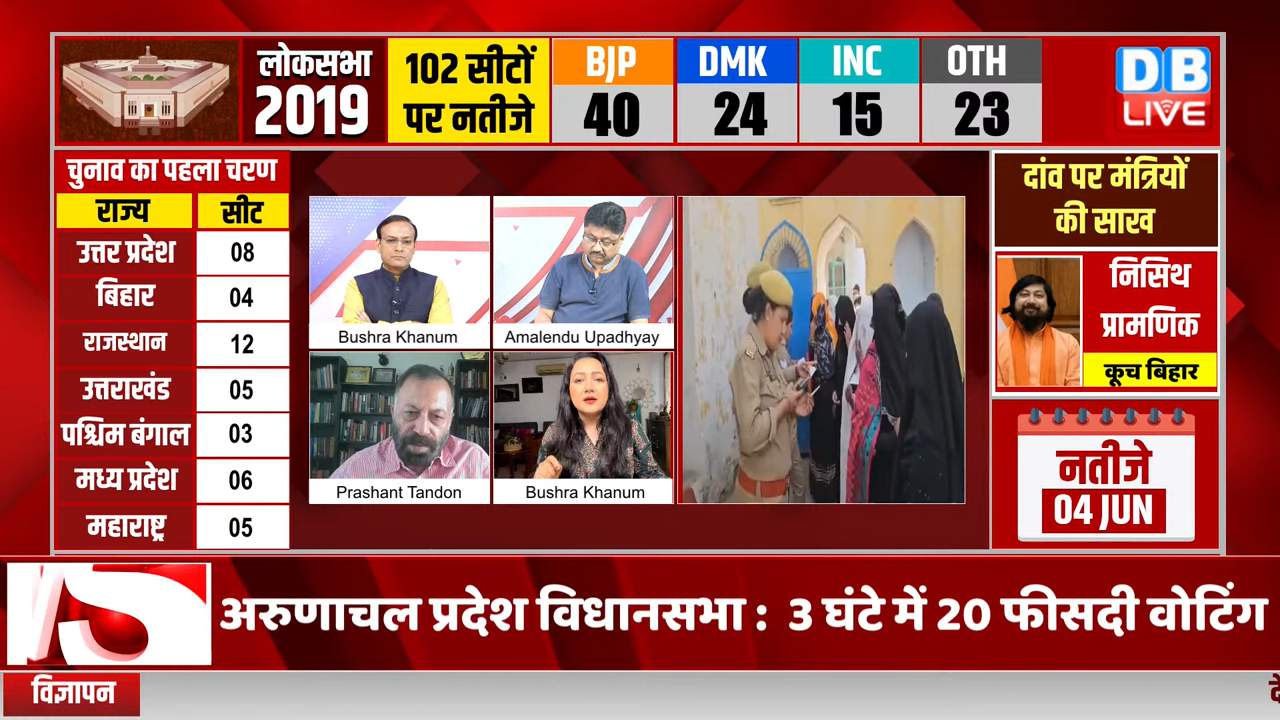 लोकसभा
2019
102 सीटों
पर नतीजे
BJP
40
DMK
24
INC
15
OTH
23
DB
LIVE
चुनाव का पहला चरण
राज्य सीट
उत्तर प्रदेश 08
बिहार 04
राजस्थान 12
उत्तराखंड 05
पश्चिम बंगाल 03
मध्य प्रदेश 06
महाराष्ट्र 05
Bushra Khanum
Amalendu Upadhyay
Prashant Tandon
Bushra Khanum
दांव पर मंत्रियों
की साख
निसिथ
प्रामणिक
कूच बिहार
नतीजे
04 JUN
अरुणाचल प्रदेश विधानसभा : 3 घंटे में 20 फीसदी वोटिंग
विज्ञापन